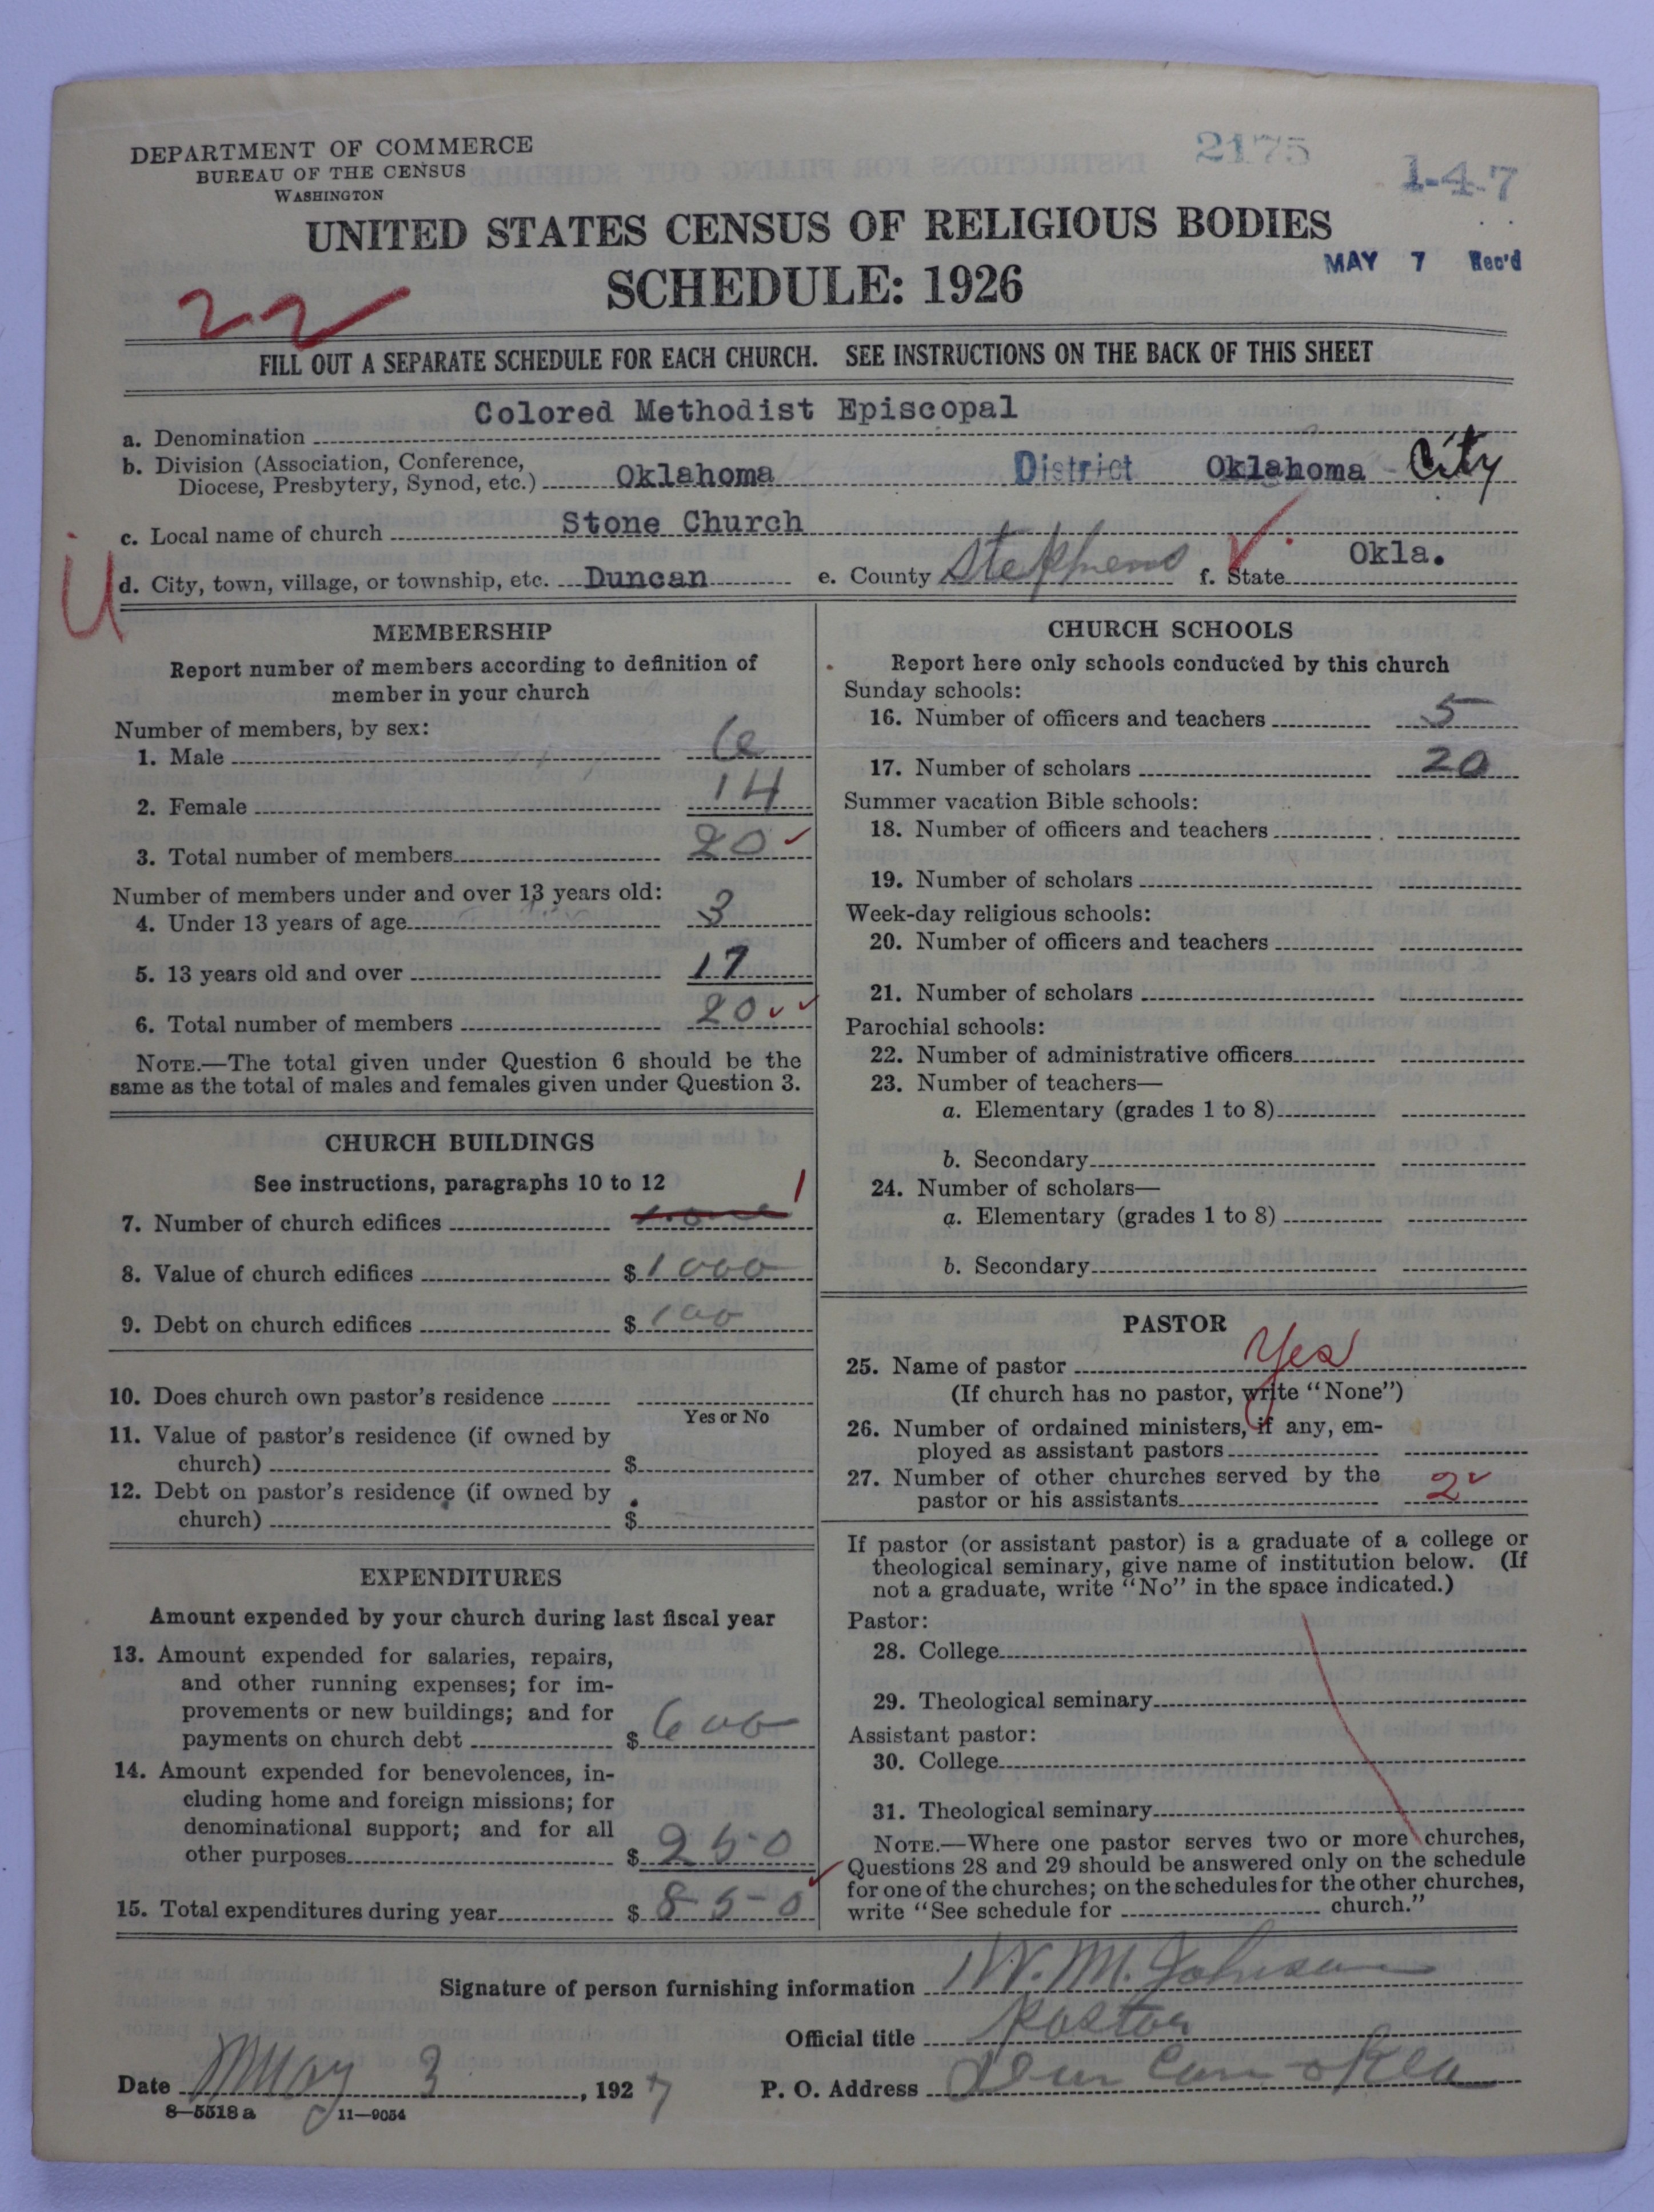 DEPARTMENT OF COMMERCE
BUREAU OF THE CENSUS
WASHINGTON
2175
1-4-7
UNITED STATES CENSUS OF RELIGIOUS BODIES
SCHEDULE: 1926
MAY 7 Rec'd
22
FILL OUT A SEPARATE SCHEDULE FOR EACH CHURCH. SEE INSTRUCTIONS ON THE BACK OF THIS SHEET
a. Denomination Colored Methodist Episcopal
b. Division (Association, Conference,
Diocese, Presbytery, Synod, etc.) Oklahoma District Oklahoma City
c. Local name of church Stone Church
d. City, town, village, or township, etc. Duncan e. County Stephens f. State Okla.
MEMBERSHIP
Report number of members according to definition of
member in your church
Number of members, by sex:
1. Male 6
2. Female 14
3. Total number of members 20
Number of members under and over 13 years old:
4. Under 13 years of age 3
5. 13 years old and over 17
6. Total number of members 20
NOTE.—The total given under Question 6 should be the
same as the total of males and females given under Question 3.
CHURCH BUILDINGS
See instructions, paragraphs 10 to 12
7. Number of church edifices 1
8. Value of church edifices $1000
9. Debt on church edifices $100
10. Does church own pastor's residence
Yes or No
11. Value of pastor's residence (if owned by
church) $
12. Debt on pastor's residence (if owned by
church) $
EXPENDITURES
Amount expended by your church during last fiscal year
13. Amount expended for salaries, repairs,
and other running expenses; for im-
provements or new buildings; and for
payments on church debt $600
14. Amount expended for benevolences, in-
cluding home and foreign missions; for
denominational support; and for all
other purposes $250
15. Total expenditures during year $850
CHURCH SCHOOLS
Report here only schools conducted by this church
Sunday schools:
16. Number of officers and teachers 5
17. Number of scholars 20
Summer vacation Bible schools:
18. Number of officers and teachers
19. Number of scholars
Week-day religious schools:
20. Number of officers and teachers
21. Number of scholars
Parochial schools:
22. Number of administrative officers
23. Number of teachers—
a. Elementary (grades 1 to 8)
b. Secondary
24. Number of scholars—
a. Elementary (grades 1 to 8)
b. Secondary
PASTOR
25. Name of pastor Yes
(If church has no pastor, write "None")
26. Number of ordained ministers, if any, em-
ployed as assistant pastors
27. Number of other churches served by the
pastor or his assistants 2
If pastor (or assistant pastor) is a graduate of a college or
theological seminary, give name of institution below. (If
not a graduate, write "No" in the space indicated.)
Pastor:
28. College
29. Theological seminary
Assistant pastor:
30. College
31. Theological seminary
NOTE.—Where one pastor serves two or more churches,
Questions 28 and 29 should be answered only on the schedule
for one of the churches; on the schedules for the other churches,
write "See schedule for church."
Signature of person furnishing information W. M. Johnson
Official title Pastor
Date May 3, 1927 P. O. Address Duncan Okla
8—5518a 11—9054